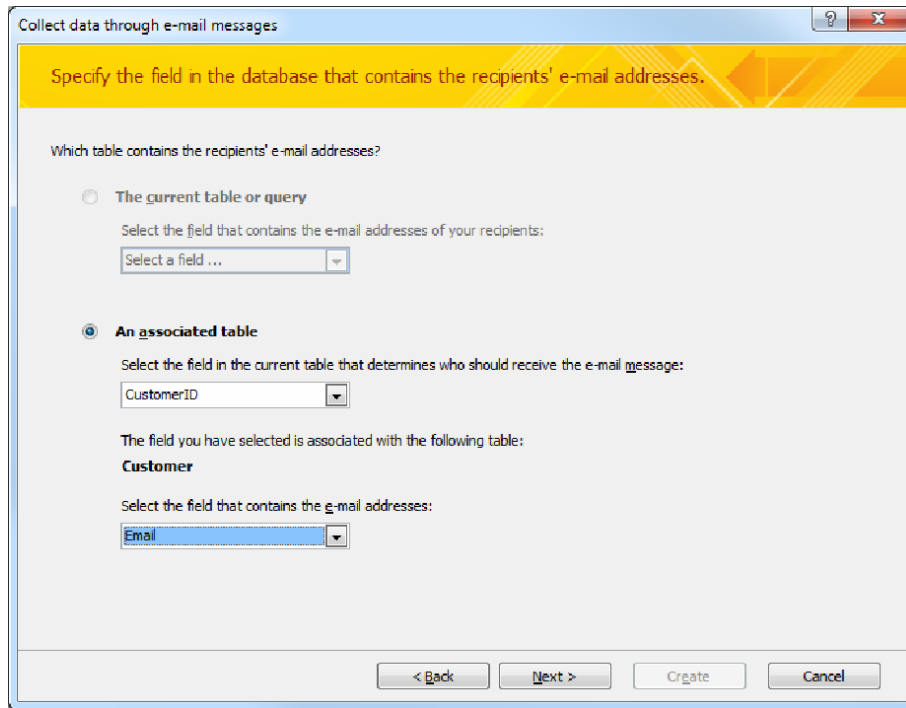 Collect data through e-mail messages
Specify the field in the database that contains the recipients' e-mail addresses.
Which table contains the recipients' e-mail addresses?
The current table or query
Select the field that contains the e-mail addresses of your recipients:
Select a field ...
An associated table
Select the field in the current table that determines who should receive the e-mail message:
CustomerID
The field you have selected is associated with the following table:
Customer
Select the field that contains the e-mail addresses:
Email
< Back
Next >
Create
Cancel